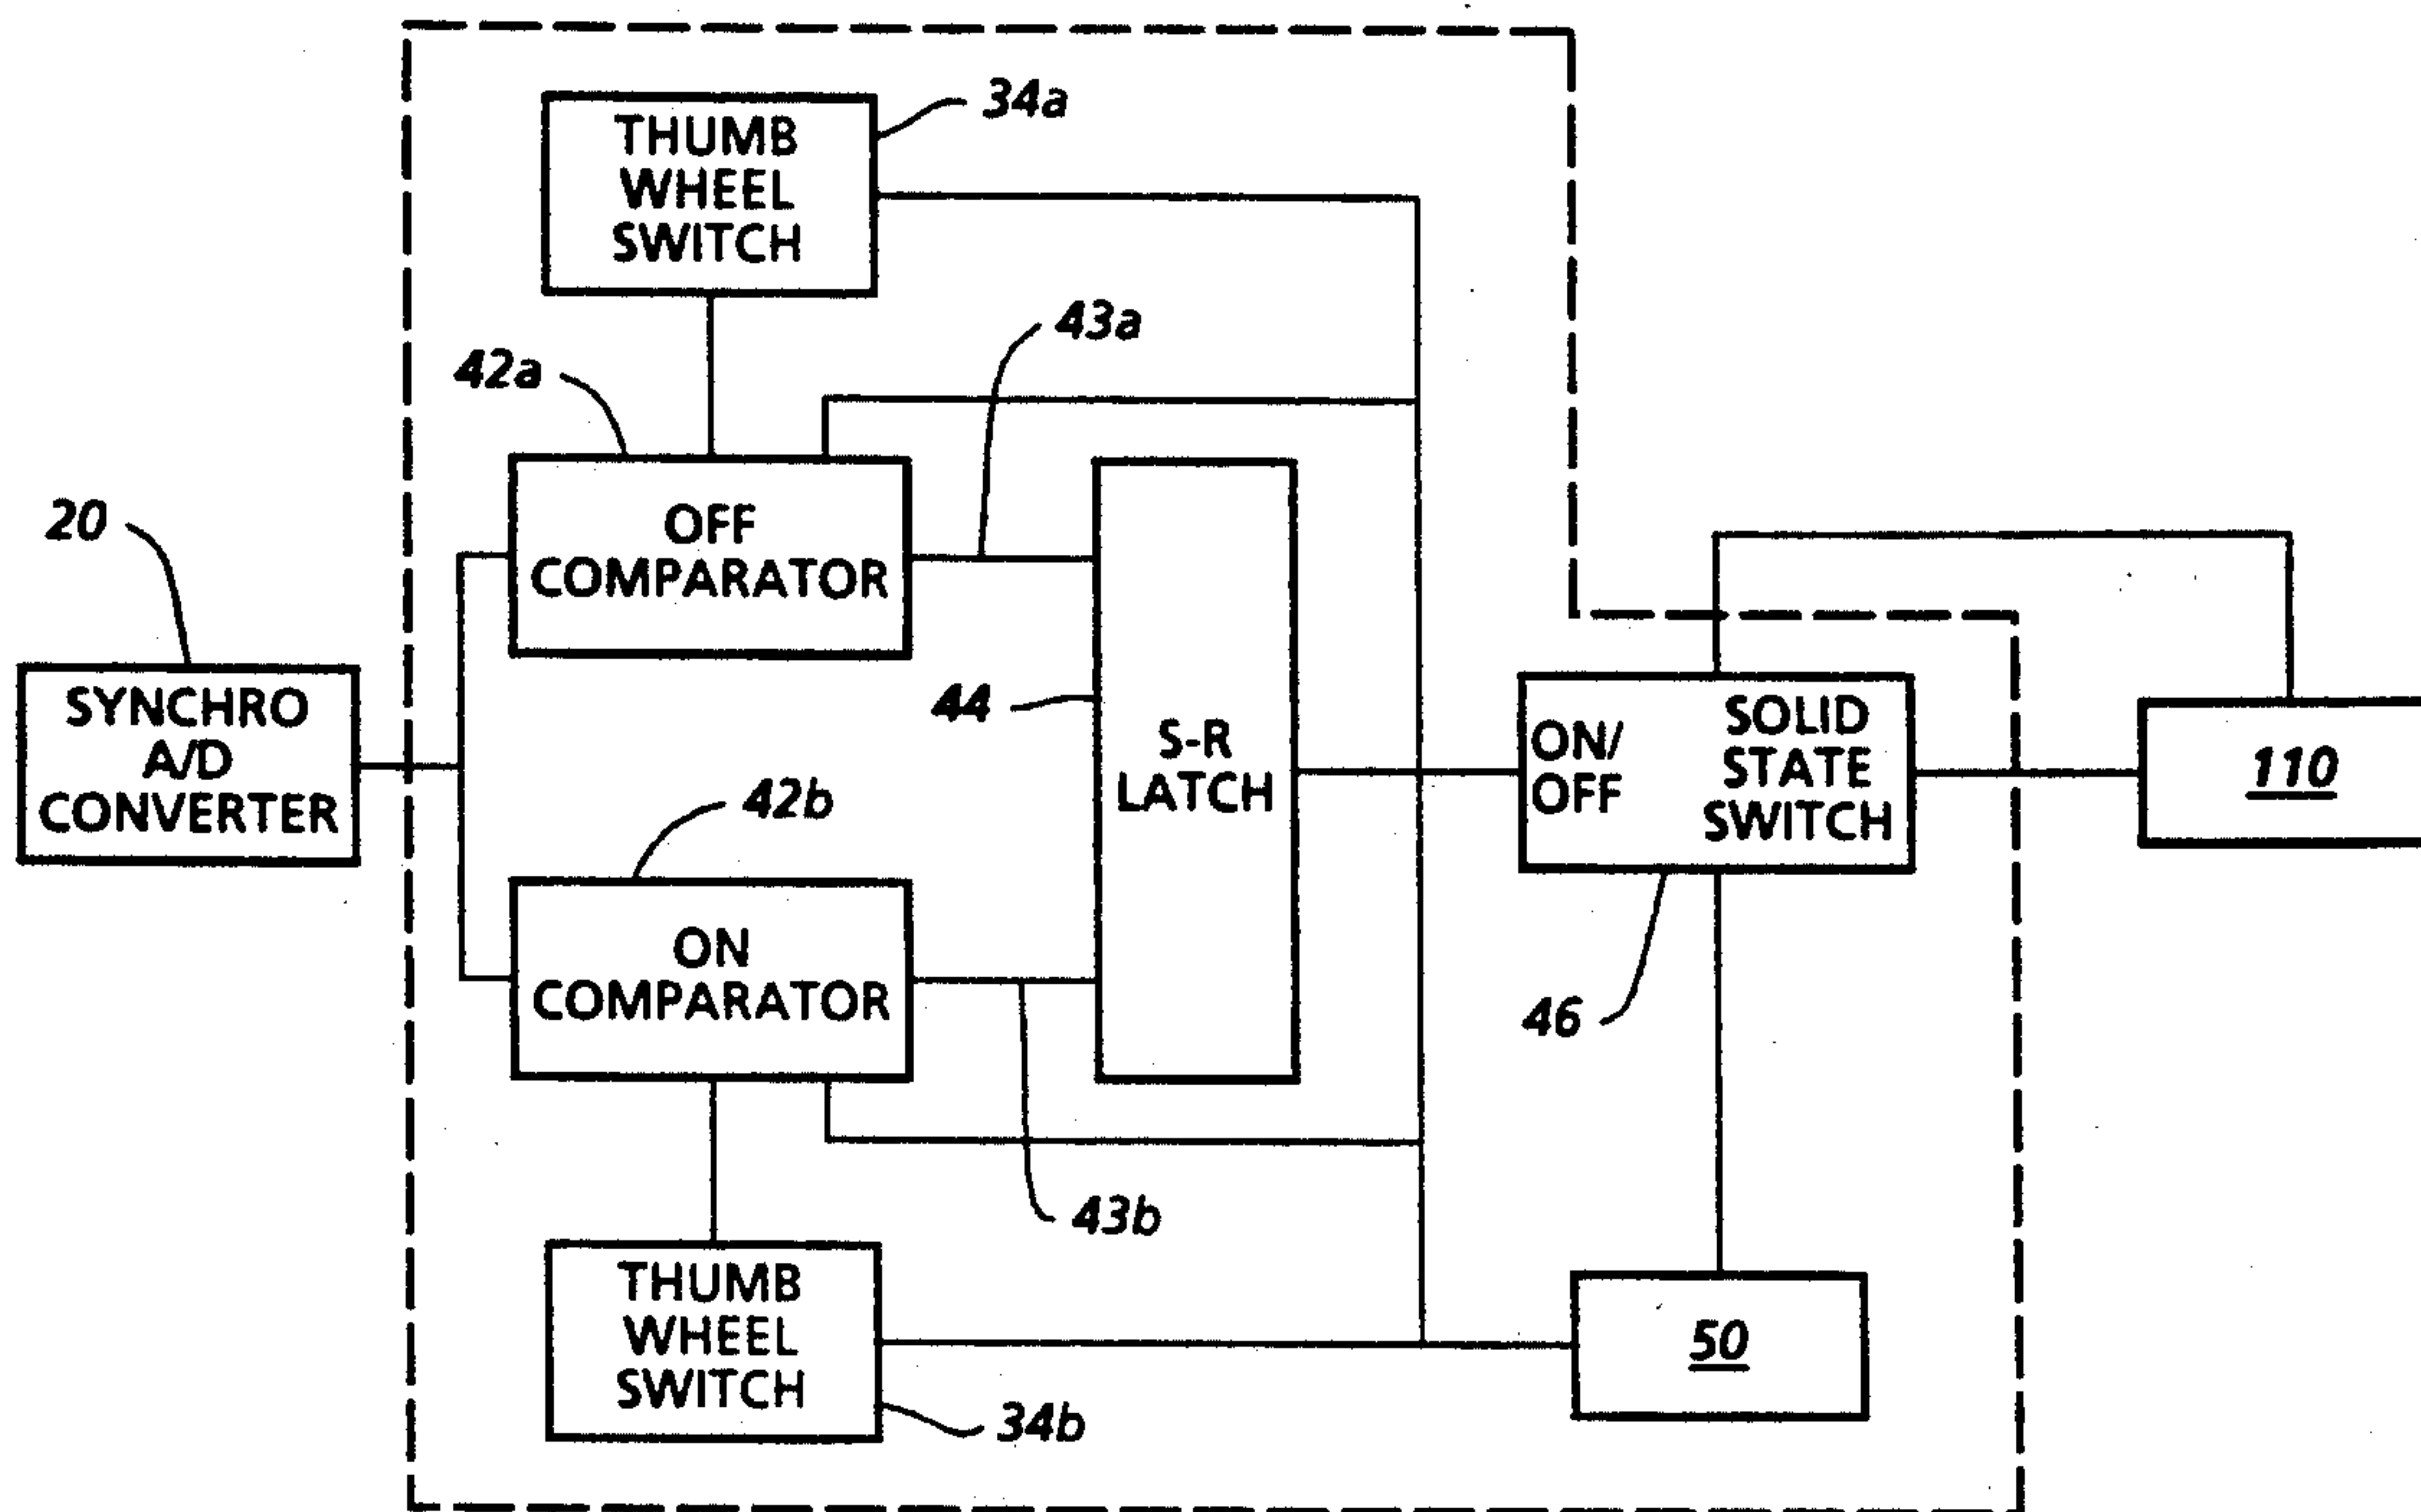 34a
THUMB
WHEEL
SWITCH
43a
42a
OFF
COMPARATOR
20
SYNCHRO
A/D
CONVERTER
44
S-R
LATCH
ON/
OFF
SOLID
STATE
SWITCH
110
42b
ON
COMPARATOR
46
43b
THUMB
WHEEL
SWITCH
34b
50